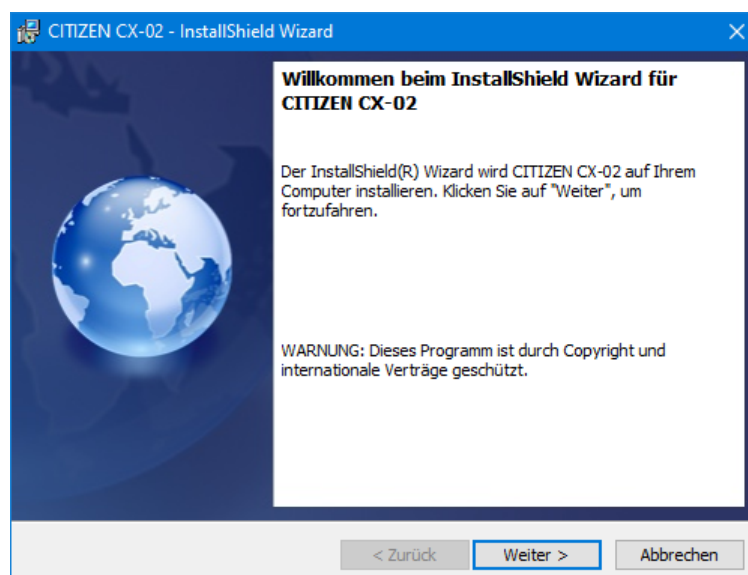 CITIZEN CX-02 - InstallShield Wizard
Willkommen beim InstallShield Wizard für
CITIZEN CX-02
Der InstallShield(R) Wizard wird CITIZEN CX-02 auf Ihrem
Computer installieren. Klicken Sie auf "Weiter", um
fortzufahren.
WARNUNG: Dieses Programm ist durch Copyright und
internationale Verträge geschützt.
< Zurück
Weiter >
Abbrechen